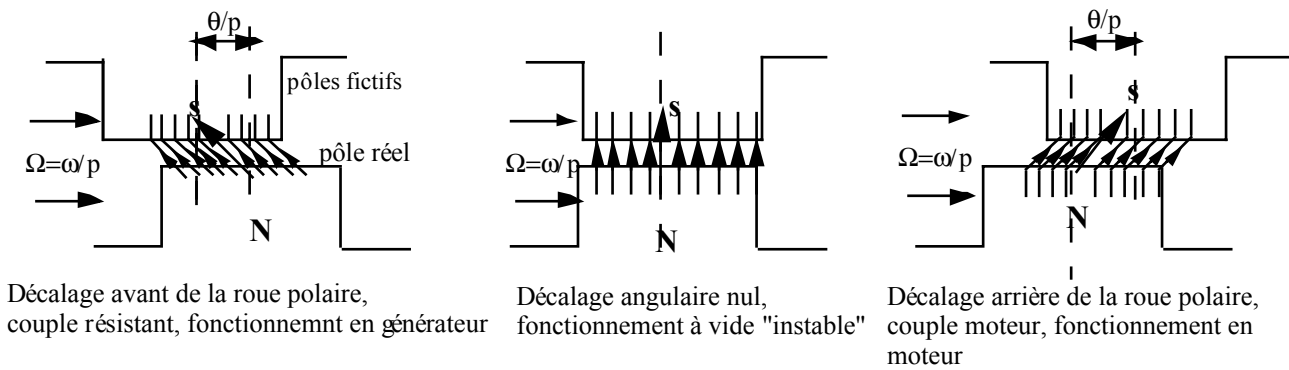 θ/p
pôles fictifs
s
pôle réel
Ω=ω/p
N
Décalage avant de la roue polaire,
couple résistant, fonctionnemnt en générateur
s
Ω=ω/p
N
Décalage angulaire nul,
fonctionnement à vide "instable"
θ/p
s
Ω=ω/p
N
Décalage arrière de la roue polaire,
couple moteur, fonctionnement en
moteur